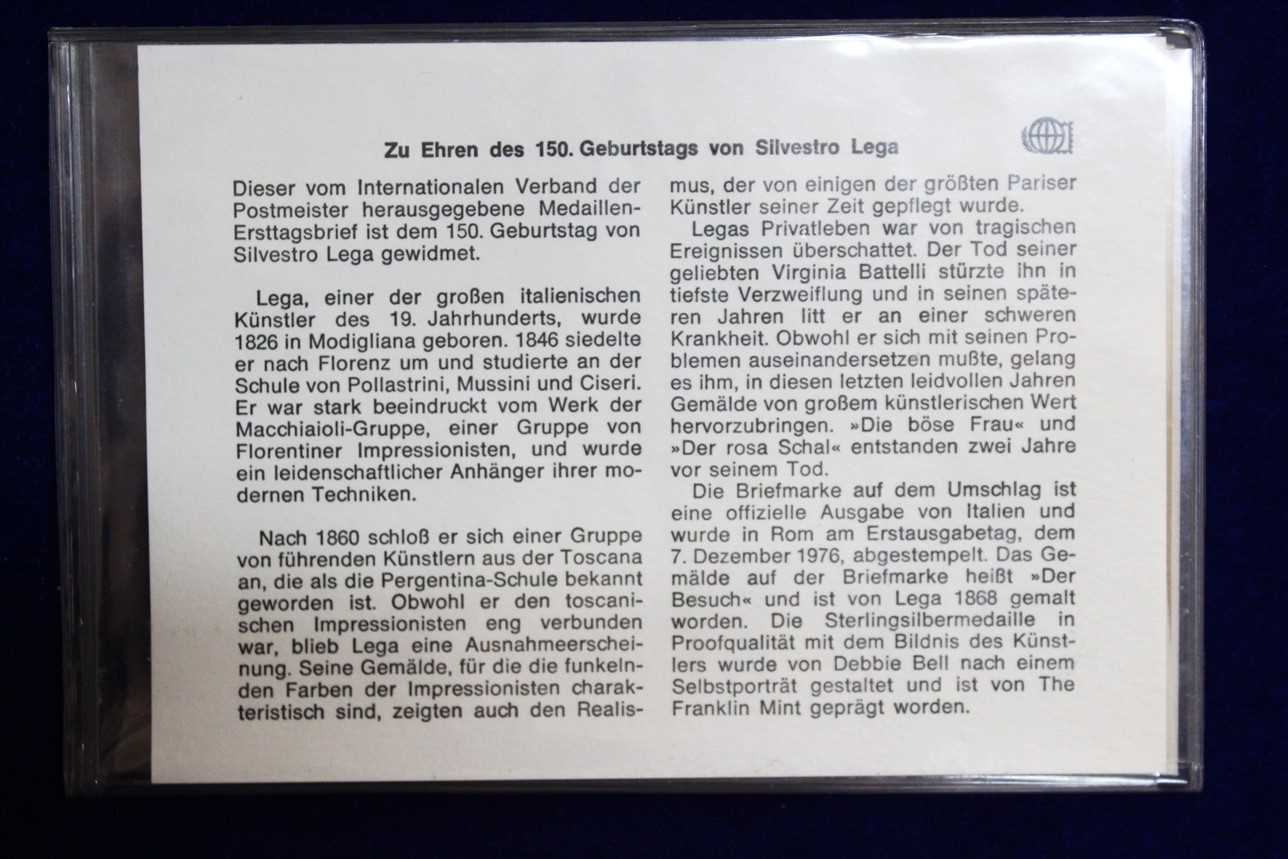 Zu Ehren des 150. Geburtstags von Silvestro Lega
Dieser vom Internationalen Verband der
Postmeister herausgegebene Medaillen-
Ersttagsbrief ist dem 150. Geburtstag von
Silvestro Lega gewidmet.
Lega, einer der großen italienischen
Künstler des 19. Jahrhunderts, wurde
1826 in Modigliana geboren. 1846 siedelte
er nach Florenz um und studierte an der
Schule von Pollastrini, Mussini und Ciseri.
Er war stark beeindruckt vom Werk der
Macchiaioli-Gruppe, einer Gruppe von
Florentiner Impressionisten, und wurde
ein leidenschaftlicher Anhänger ihrer mo-
dernen Techniken.
Nach 1860 schloß er sich einer Gruppe
von führenden Künstlern aus der Toscana
an, die als die Pergentina-Schule bekannt
geworden ist. Obwohl er den toscani-
schen Impressionisten eng verbunden
war, blieb Lega eine Ausnahmeerschei-
nung. Seine Gemälde, für die die funkeln-
den Farben der Impressionisten charak-
teristisch sind, zeigten auch den Realis-
mus, der von einigen der größten Pariser
Künstler seiner Zeit gepflegt wurde.
Legas Privatleben war von tragischen
Ereignissen überschattet. Der Tod seiner
geliebten Virginia Battelli stürzte ihn in
tiefste Verzweiflung und in seinen späte-
ren Jahren litt er an einer schweren
Krankheit. Obwohl er sich mit seinen Pro-
blemen auseinandersetzen mußte, gelang
es ihm, in diesen letzten leidvollen Jahren
Gemälde von großem künstlerischen Wert
hervorzubringen. »Die böse Frau« und
»Der rosa Schal« entstanden zwei Jahre
vor seinem Tod.
Die Briefmarke auf dem Umschlag ist
eine offizielle Ausgabe von Italien und
wurde in Rom am Erstausgabetag, dem
7. Dezember 1976, abgestempelt. Das Ge-
mälde auf der Briefmarke heißt »Der
Besuch« und ist von Lega 1868 gemalt
worden. Die Sterlingsilbermedaille in
Proofqualität mit dem Bildnis des Künst-
lers wurde von Debbie Bell nach einem
Selbstporträt gestaltet und ist von The
Franklin Mint geprägt worden.